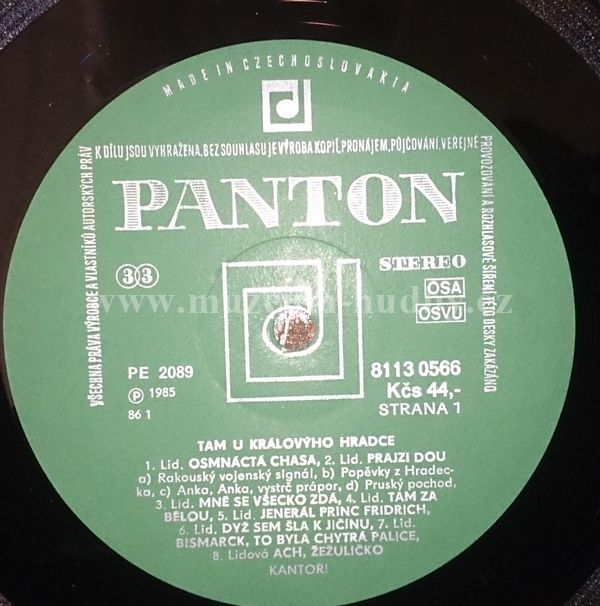 MADE IN CZECHOSLOVAKIA
VŠECHNA PRÁVA VÝROBCE A VLASTNÍKŮ AUTORSKÝCH PRÁV
K DÍLU JSOU VYHRAŽENA. BEZ SOUHLASU JE VÝROBA KOPIÍ, PRONÁJEM, PŮJČOVÁNÍ, VEŘEJNÉ
PROVOZOVÁNÍ A ROZHLASOVÉ ŠÍŘENÍ TÉTO DESKY ZAKÁZÁNO
PANTON
33
STEREO
OSA
OSVU
www.muzeum-hudby.cz
PE 2089
Ⓟ 1985
86 1
8113 0566
Kčs 44,-
STRANA 1
TAM U KRÁLOVÝHO HRADCE
1. Lid. OSMNÁCTÁ CHASA, 2. Lid. PRAJZI DOU
a) Rakouský vojenský signál, b) Popěvky z Hradec-
ka, c) Anka, Anka, vystrč prápor, d) Pruský pochod,
3. Lid. MNĚ SE VŠECKO ZDÁ, 4. Lid. TAM ZA
BĚLOU, 5. Lid. JENERÁL PRINC FRIDRICH,
6. Lid. DYŽ SEM ŠLA K JIČÍNU, 7. Lid.
BISMARCK, TO BYLA CHYTRÁ PALICE,
8. Lidová ACH, ŽEŽULIČKO
KANTOŘI